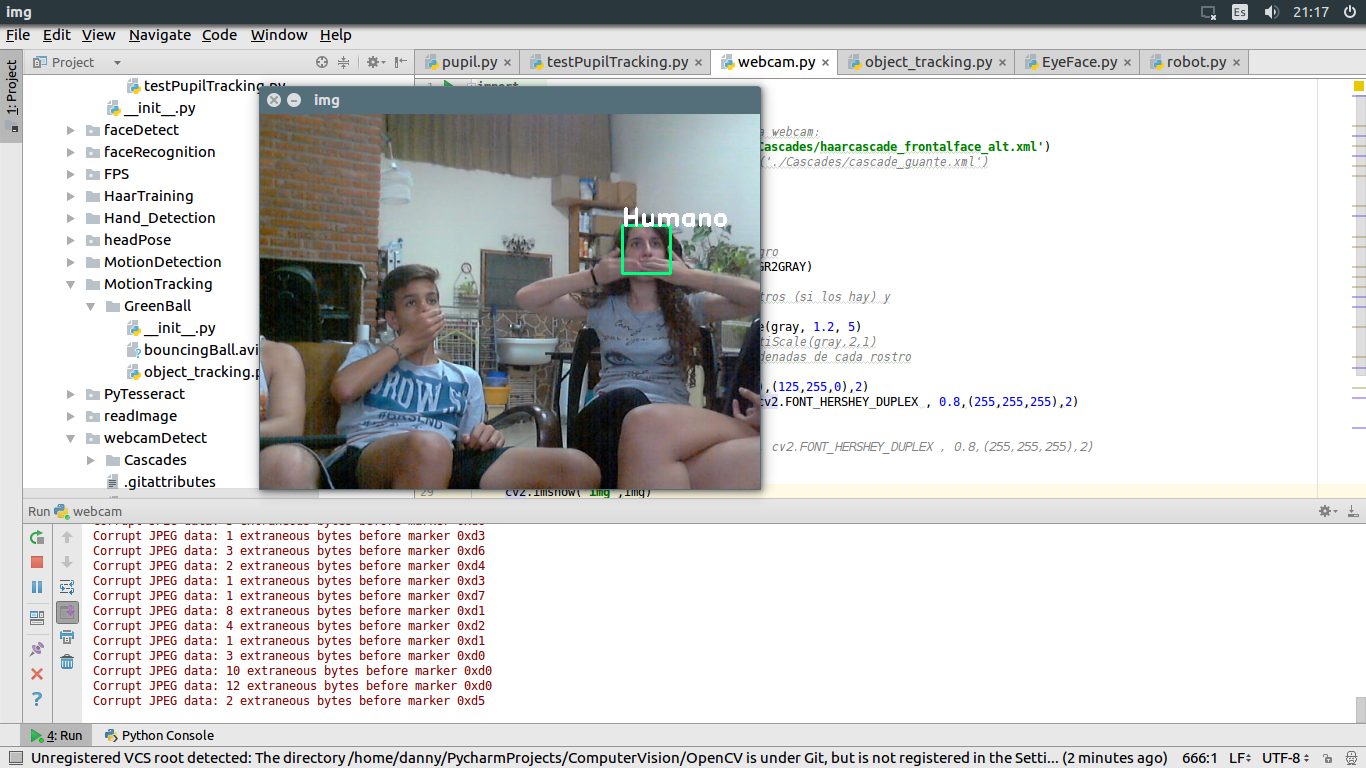 img
Es
21:17
File Edit View Navigate Code Window Help
1: Project
Project
pupil.py
testPupilTracking.py
webcam.py
object_tracking.py
EyeFace.py
robot.py
testPupilTracking.py
__init__.py
faceDetect
faceRecognition
FPS
HaarTraining
Hand_Detection
headPose
MotionDetection
MotionTracking
GreenBall
__init__.py
bouncingBall.avi
object_tracking.p
PyTesseract
readImage
webcamDetect
Cascades
.gitattributes
1 import
a webcam:
Cascades/haarcascade_frontalface_alt.xml')
('./Cascades/cascade_guante.xml')
gro
GR2GRAY)
tros (si los hay) y
e(gray, 1.2, 5)
tiScale(gray,2,1)
denadas de cada rostro
),(125,255,0),2)
cv2.FONT_HERSHEY_DUPLEX , 0.8,(255,255,255),2)
cv2.FONT_HERSHEY_DUPLEX , 0.8,(255,255,255),2)
29 cv2.imshow('img',img)
img
Humano
Run webcam
Corrupt JPEG data: 1 extraneous bytes before marker 0xd3
Corrupt JPEG data: 3 extraneous bytes before marker 0xd6
Corrupt JPEG data: 2 extraneous bytes before marker 0xd4
Corrupt JPEG data: 1 extraneous bytes before marker 0xd3
Corrupt JPEG data: 1 extraneous bytes before marker 0xd7
Corrupt JPEG data: 8 extraneous bytes before marker 0xd1
Corrupt JPEG data: 4 extraneous bytes before marker 0xd2
Corrupt JPEG data: 1 extraneous bytes before marker 0xd1
Corrupt JPEG data: 3 extraneous bytes before marker 0xd0
Corrupt JPEG data: 10 extraneous bytes before marker 0xd0
Corrupt JPEG data: 12 extraneous bytes before marker 0xd0
Corrupt JPEG data: 2 extraneous bytes before marker 0xd5
4: Run Python Console
Unregistered VCS root detected: The directory /home/danny/PycharmProjects/ComputerVision/OpenCV is under Git, but is not registered in the Setti... (2 minutes ago) 666:1 LF UTF-8